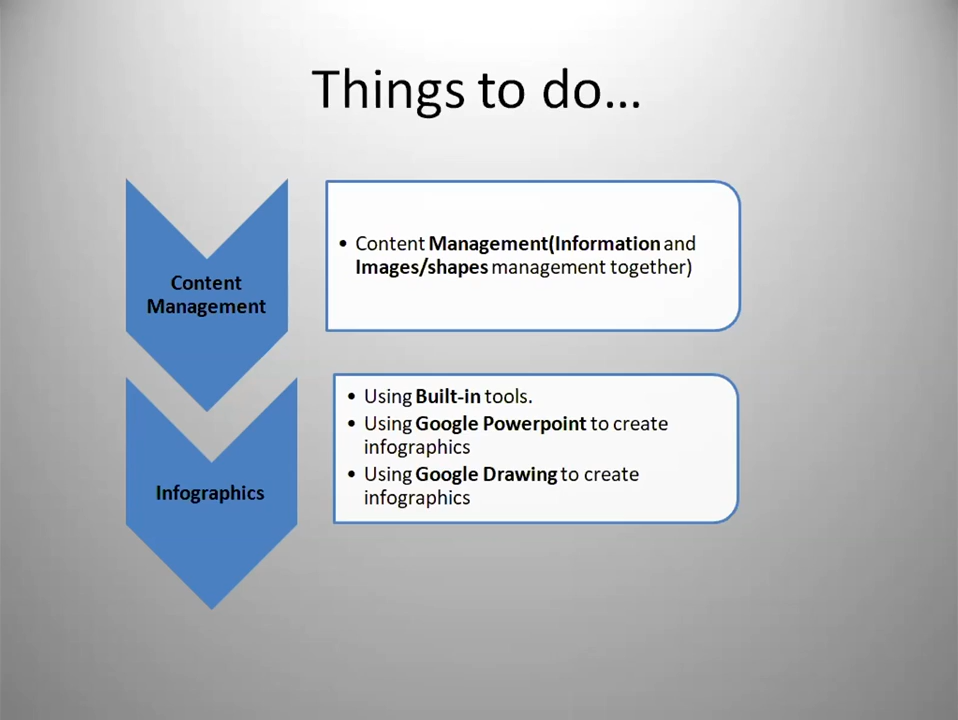 Things to do...
Content
Management
• Content Management(Information and
Images/shapes management together)
Infographics
• Using Built-in tools.
• Using Google Powerpoint to create
infographics
• Using Google Drawing to create
infographics